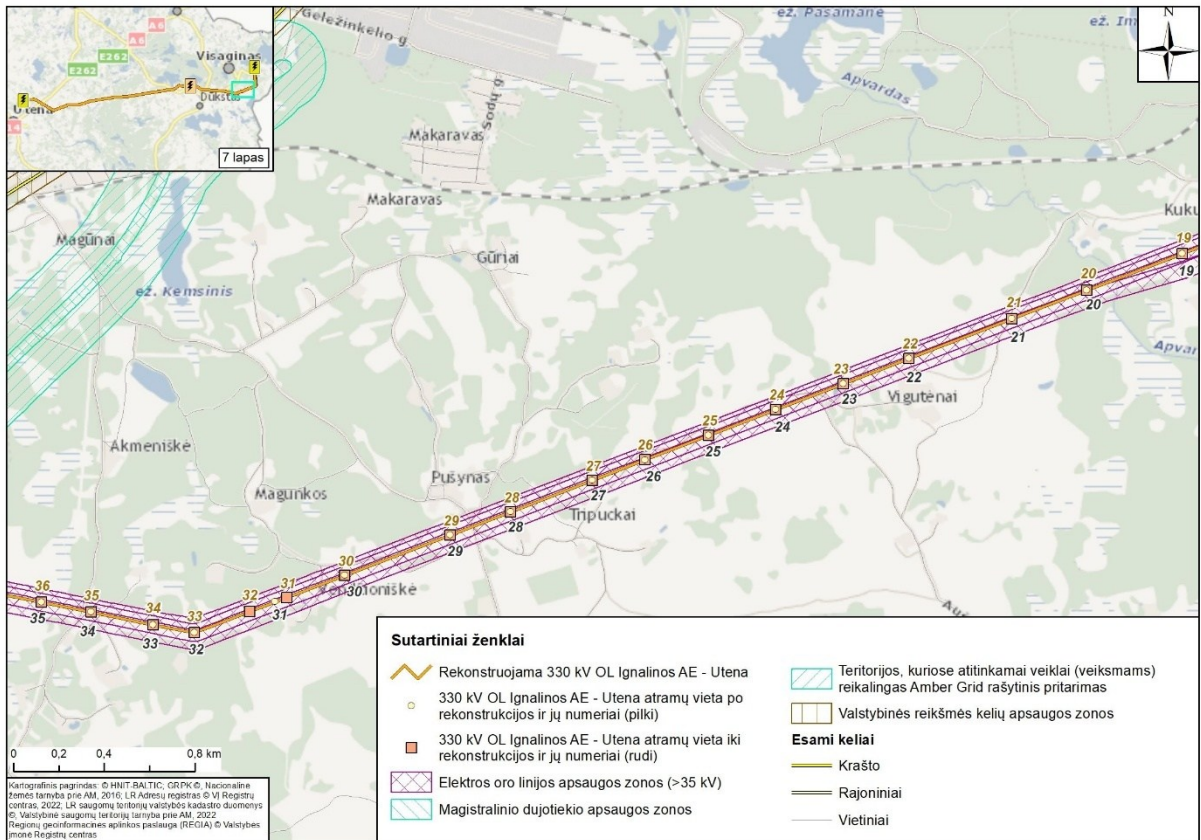 A6
A6
E262
E262
Visaginas
Dūkštas
14
7 lapas
Geležinkelio g.
Sodų g.
ež. Pasamanė
N
Apvardas
Makaravas
Makaravas
Magūnai
Gūriai
ež. Kemsinis
19
20
19
21
20
22
21
23
22
24
Vigutėnai
23
25
24
Akmeniškė
26
25
27
26
Pušynas
28
27
Magunkos
29
28
Tripuckai
29
30
31
30
32
31
36
35
34
33
35
34
33
32
Sutartiniai ženklai
Rekonstruojama 330 kV OL Ignalinos AE - Utena
330 kV OL Ignalinos AE - Utena atramų vieta po
rekonstrukcijos ir jų numeriai (pilki)
330 kV OL Ignalinos AE - Utena atramų vieta iki
rekonstrukcijos ir jų numeriai (rudi)
Elektros oro linijos apsaugos zonos (>35 kV)
Magistralinio dujotiekio apsaugos zonos
Teritorijos, kuriose atitinkamai veiklai (veiksmams)
reikalingas Amber Grid rašytinis pritarimas
Valstybinės reikšmės kelių apsaugos zonos
Esami keliai
Krašto
Rajoniniai
Vietiniai
0 0,2 0,4 0,8 km
Kartografinis pagrindas: © HNIT-BALTIC; GRPK ©, Nacionalinė
žemės tarnyba prie AM, 2016; LR Adresų registras © VĮ Registrų
centras, 2022; LR saugomų teritorijų valstybės kadastro duomenys
©, Valstybinė saugomų teritorijų tarnyba prie AM, 2022
Regionų geoinformacinės aplinkos paslauga (REGIA) © Valstybės
įmonė Registrų centras